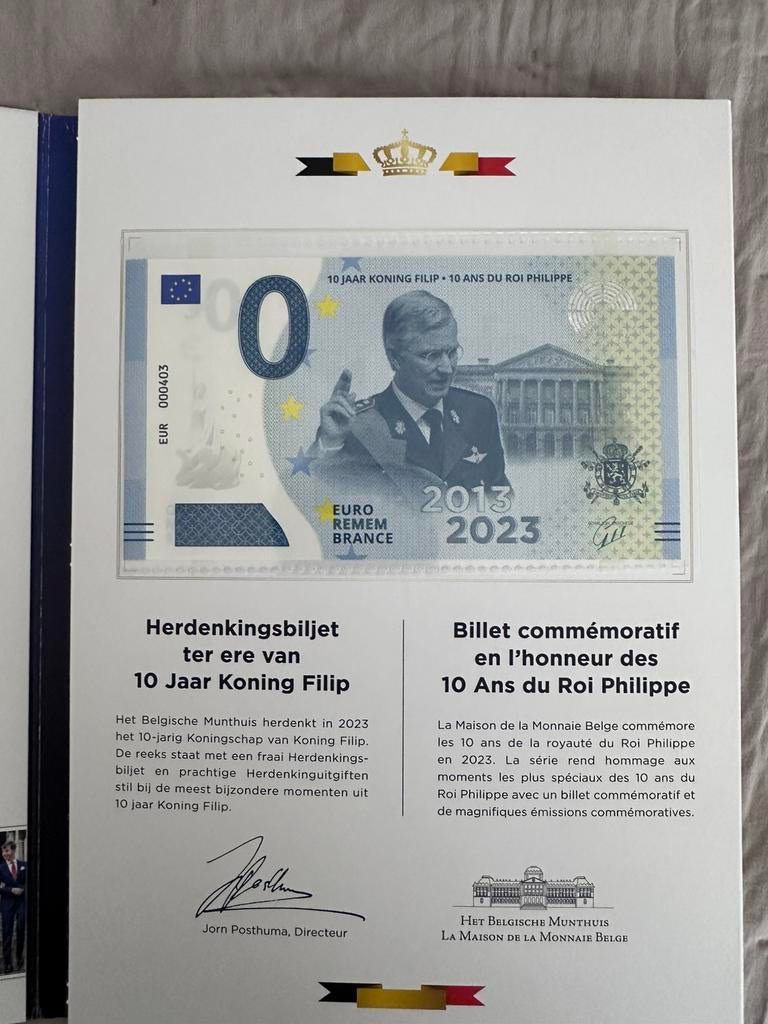 10 JAAR KONING FILIP • 10 ANS DU ROI PHILIPPE
0
EUR 000403
2013
2023
EURO
REMEM
BRANCE
Herdenkingsbiljet
ter ere van
10 Jaar Koning Filip
Het Belgische Munthuis herdenkt in 2023
het 10-jarig Koningschap van Koning Filip.
De reeks staat met een fraai Herdenkings-
biljet en prachtige Herdenkinguitgiften
stil bij de meest bijzondere momenten uit
10 jaar Koning Filip.
Billet commémoratif
en l'honneur des
10 Ans du Roi Philippe
La Maison de la Monnaie Belge commémore
les 10 ans de la royauté du Roi Philippe
en 2023. La série rend hommage aux
moments les plus spéciaux des 10 ans du
Roi Philippe avec un billet commémoratif et
de magnifiques émissions commémoratives.
Jorn Posthuma, Directeur
Het Belgische Munthuis
La Maison de la Monnaie Belge